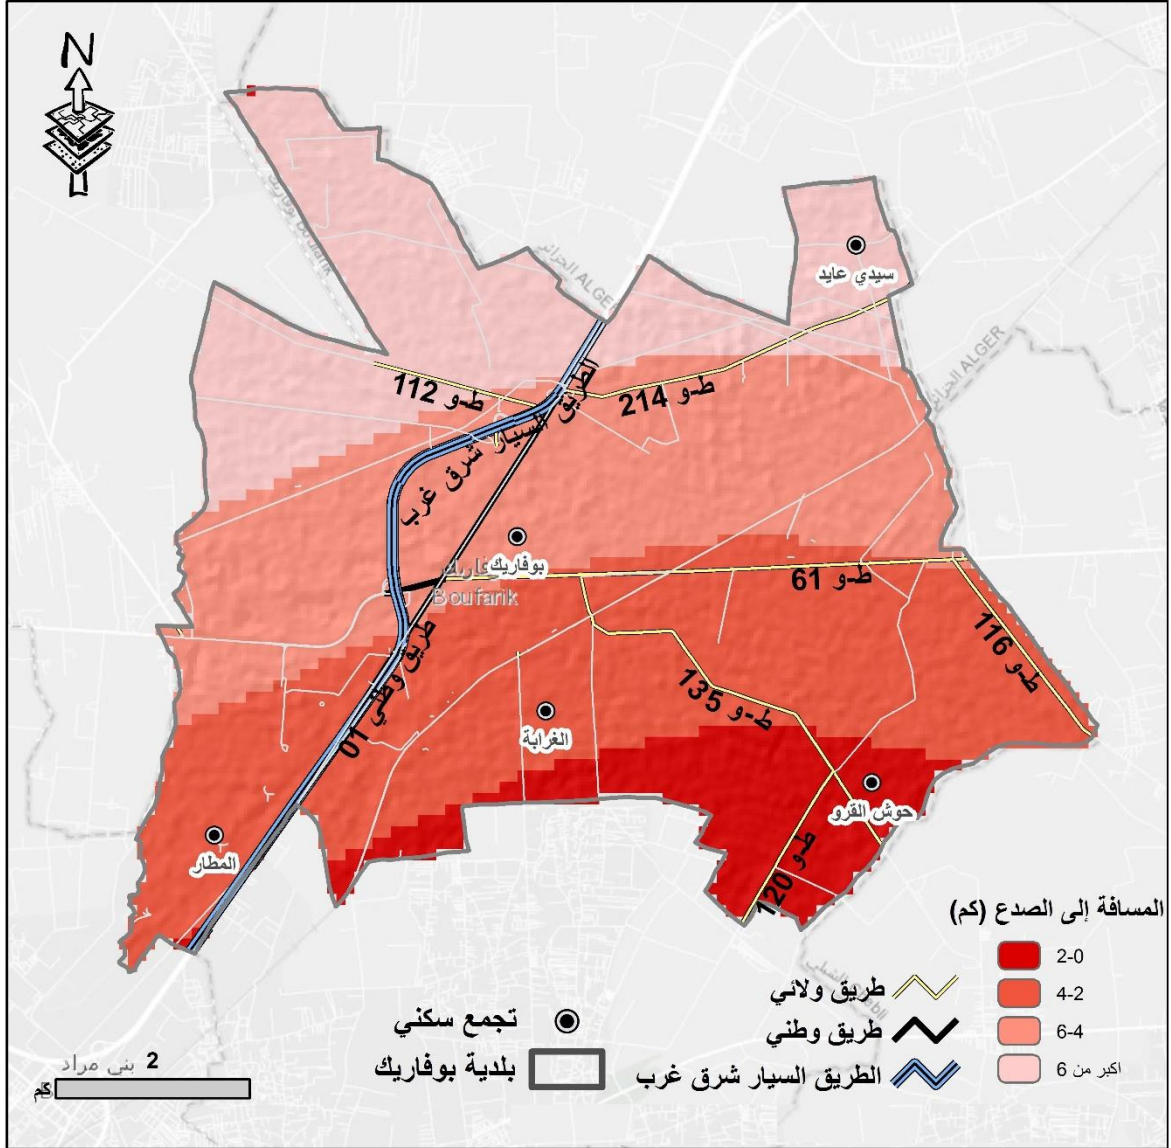 N
بوفاريك Boufarik
الجزائر ALGER
سيدي عايد
الجزائر ALGER
ط-و 112
ط-و 214
الطريق السيار شرق غرب
بوفاريك
Boufarik
ط-و 61
ط-و 116
طريق وطني 01
ط-و 135
الغرابة
حوش القرو
المطار
ط-و 120
المسافة إلى الصدع (كم)
2-0
4-2
6-4
اكبر من 6
طريق ولائي
طريق وطني
الطريق السيار شرق غرب
تجمع سكني
بلدية بوفاريك
بني مراد
2
كم